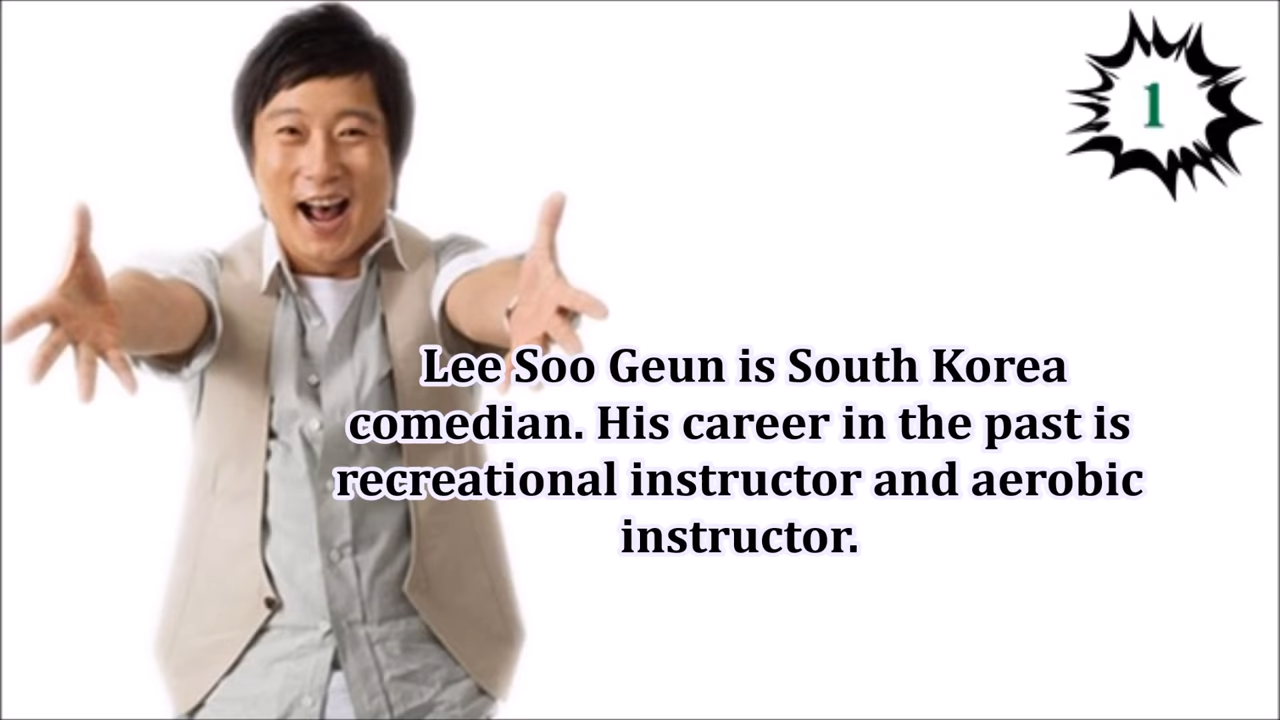 1
Lee Soo Geun is South Korea
comedian. His career in the past is
recreational instructor and aerobic
instructor.